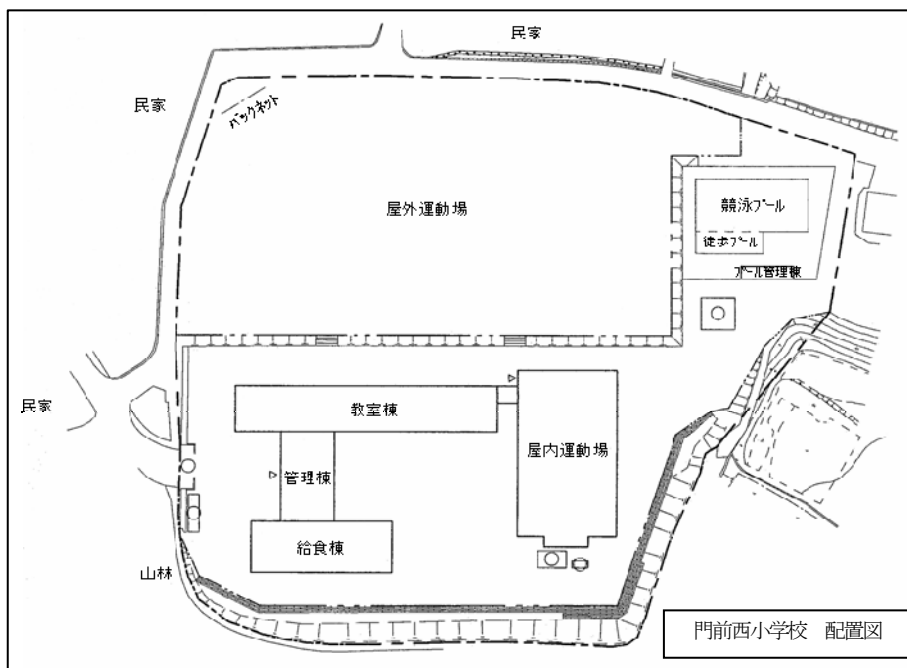 民家
民家
バックネット
屋外運動場
競泳プール
徒歩プール
プール管理棟
民家
教室棟
屋内運動場
管理棟
給食棟
山林
門前西小学校　配置図